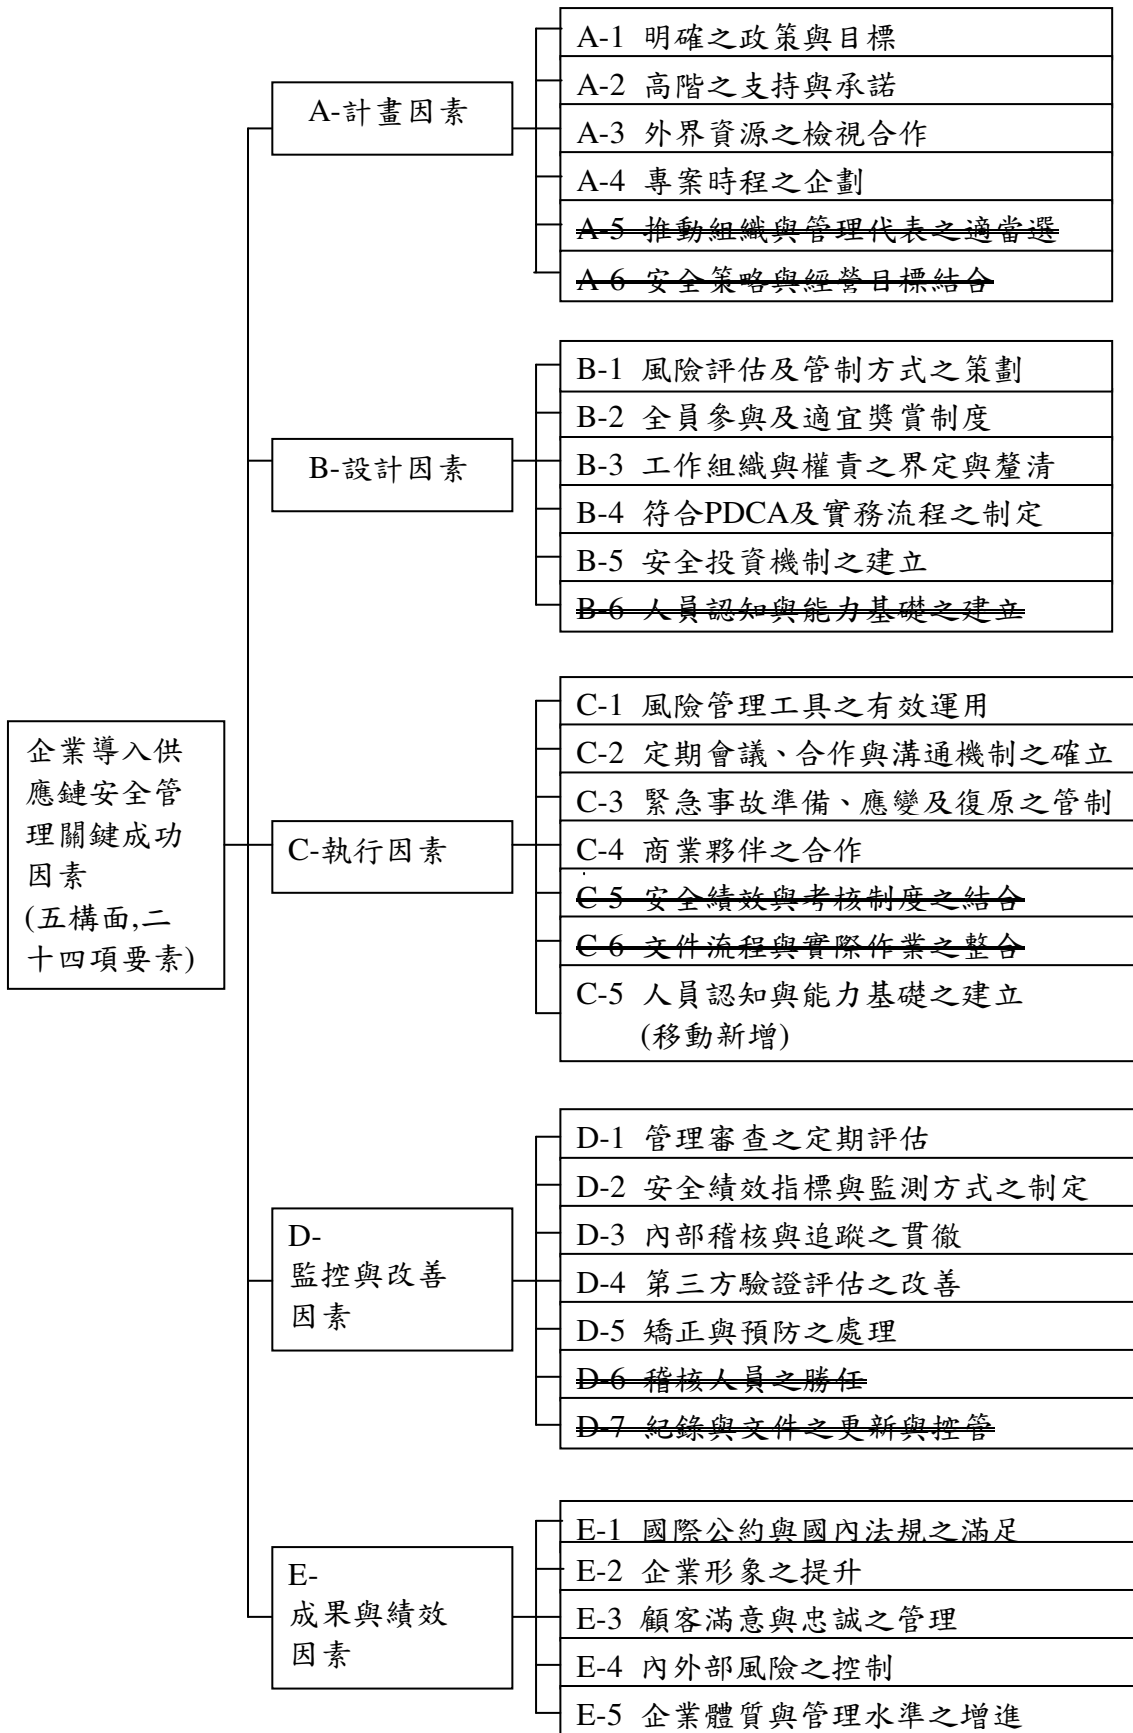 企業導入供
應鏈安全管
理關鍵成功
因素
(五構面,二
十四項要素)
A-計畫因素
A-1 明確之政策與目標
A-2 高階之支持與承諾
A-3 外界資源之檢視合作
A-4 專案時程之企劃
A-5 推動組織與管理代表之適當選
A-6 安全策略與經營目標結合
B-設計因素
B-1 風險評估及管制方式之策劃
B-2 全員參與及適宜獎賞制度
B-3 工作組織與權責之界定與釐清
B-4 符合PDCA及實務流程之制定
B-5 安全投資機制之建立
B-6 人員認知與能力基礎之建立
C-執行因素
C-1 風險管理工具之有效運用
C-2 定期會議、合作與溝通機制之確立
C-3 緊急事故準備、應變及復原之管制
C-4 商業夥伴之合作
C-5 安全績效與考核制度之結合
C-6 文件流程與實際作業之整合
C-5 人員認知與能力基礎之建立
(移動新增)
D-
監控與改善
因素
D-1 管理審查之定期評估
D-2 安全績效指標與監測方式之制定
D-3 內部稽核與追蹤之貫徹
D-4 第三方驗證評估之改善
D-5 矯正與預防之處理
D-6 稽核人員之勝任
D-7 紀錄與文件之更新與控管
E-
成果與績效
因素
E-1 國際公約與國內法規之滿足
E-2 企業形象之提升
E-3 顧客滿意與忠誠之管理
E-4 內外部風險之控制
E-5 企業體質與管理水準之增進